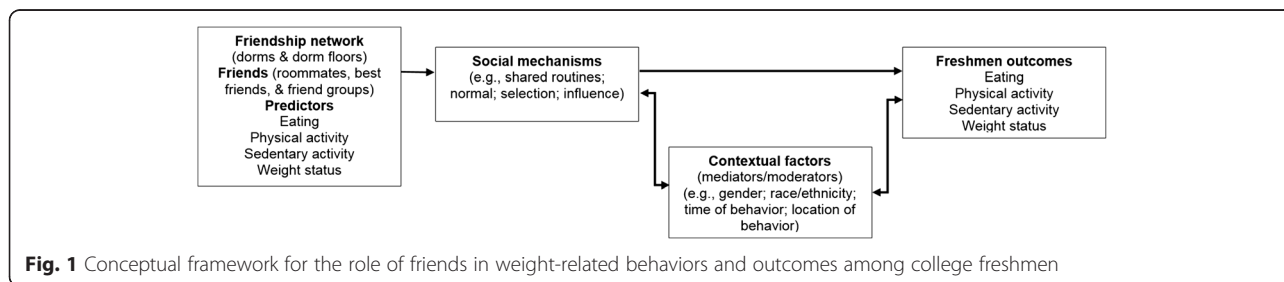 Friendship network
(dorms & dorm floors)
Friends (roommates, best
friends, & friend groups)
Predictors
Eating
Physical activity
Sedentary activity
Weight status
Social mechanisms
(e.g., shared routines;
normal; selection; influence)
Freshmen outcomes
Eating
Physical activity
Sedentary activity
Weight status
Contextual factors
(mediators/moderators)
(e.g., gender; race/ethnicity;
time of behavior; location of
behavior)
Fig. 1 Conceptual framework for the role of friends in weight-related behaviors and outcomes among college freshmen